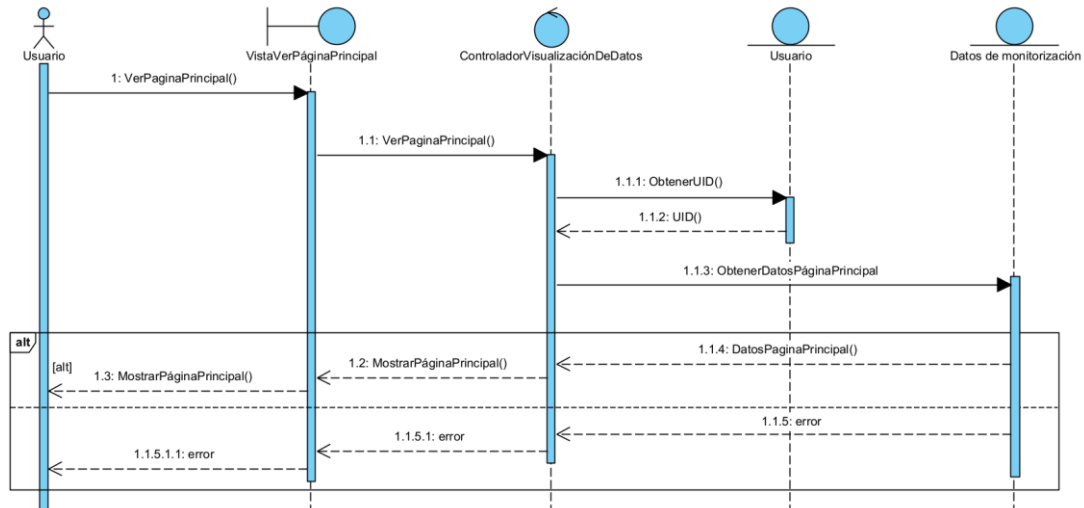 Usuario
VistaVerPáginaPrincipal
ControladorVisualizaciónDeDatos
Usuario
Datos de monitorización
1: VerPaginaPrincipal()
1.1: VerPaginaPrincipal()
1.1.1: ObtenerUID()
1.1.2: UID()
1.1.3: ObtenerDatosPáginaPrincipal
alt
[alt]
1.1.4: DatosPaginaPrincipal()
1.2: MostrarPáginaPrincipal()
1.3: MostrarPáginaPrincipal()
1.1.5: error
1.1.5.1: error
1.1.5.1.1: error